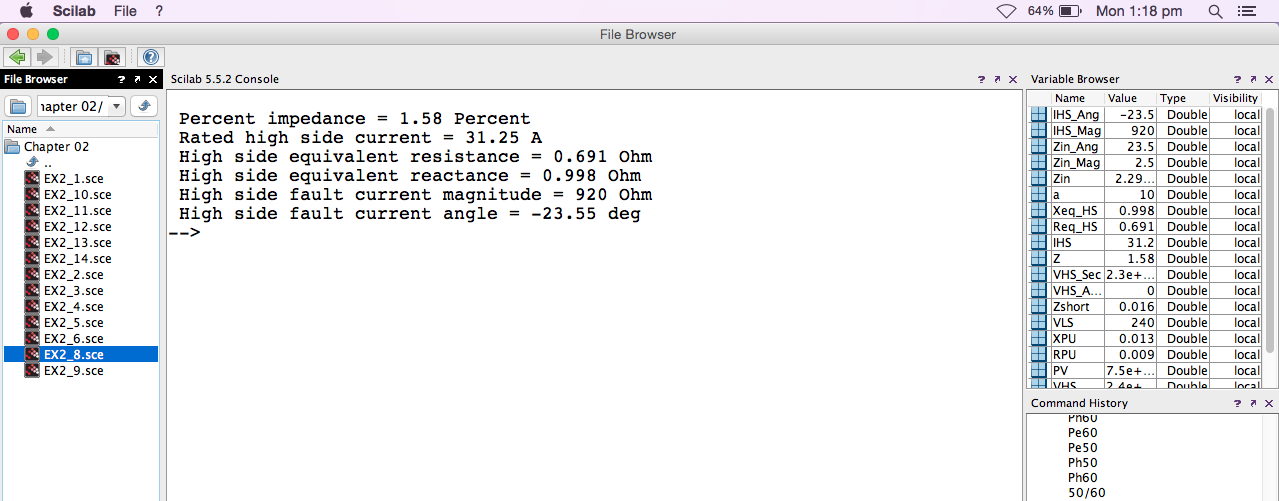 Scilab File ? 64% Mon 1:18 pm
File Browser
File Browser ? Scilab 5.5.2 Console ? Variable Browser ?
ıapter 02/
Name
Chapter 02
..
EX2_1.sce
EX2_10.sce
EX2_11.sce
EX2_12.sce
EX2_13.sce
EX2_14.sce
EX2_2.sce
EX2_3.sce
EX2_4.sce
EX2_5.sce
EX2_6.sce
EX2_8.sce
EX2_9.sce
Percent impedance = 1.58 Percent
Rated high side current = 31.25 A
High side equivalent resistance = 0.691 Ohm
High side equivalent reactance = 0.998 Ohm
High side fault current magnitude = 920 Ohm
High side fault current angle = -23.55 deg
-->
Name Value Type Visibility
IHS_Ang -23.5 Double local
IHS_Mag 920 Double local
Zin_Ang 23.5 Double local
Zin_Mag 2.5 Double local
Zin 2.29... Double local
a 10 Double local
Xeq_HS 0.998 Double local
Req_HS 0.691 Double local
IHS 31.2 Double local
Z 1.58 Double local
VHS_Sec 2.3e+... Double local
VHS_A... 0 Double local
Zshort 0.016 Double local
VLS 240 Double local
XPU 0.013 Double local
RPU 0.009 Double local
PV 7.5e+... Double local
VHS 2.4e+... Double local
Command History ?
Ph60
Pe60
Pe50
Ph50
Ph60
50/60